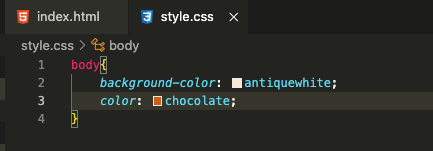 index.html style.css ×
style.css > body
1 body{
2 background-color: antiquewhite;
3 color: chocolate;
4 }